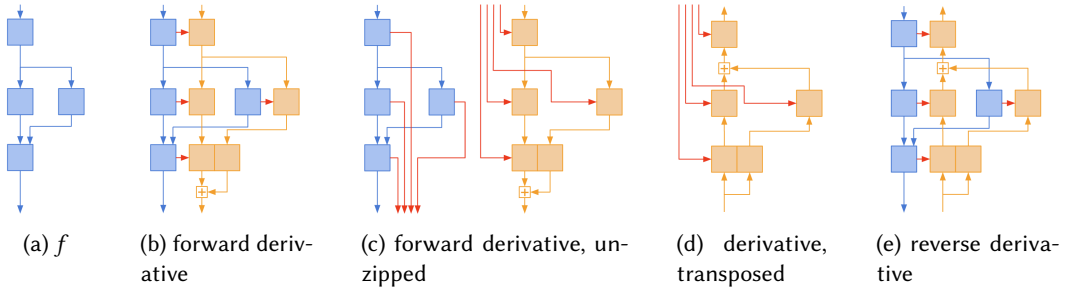 (a) f
(b) forward deriv-
ative
(c) forward derivative, un-
zipped
(d) derivative,
transposed
(e) reverse deriva-
tive